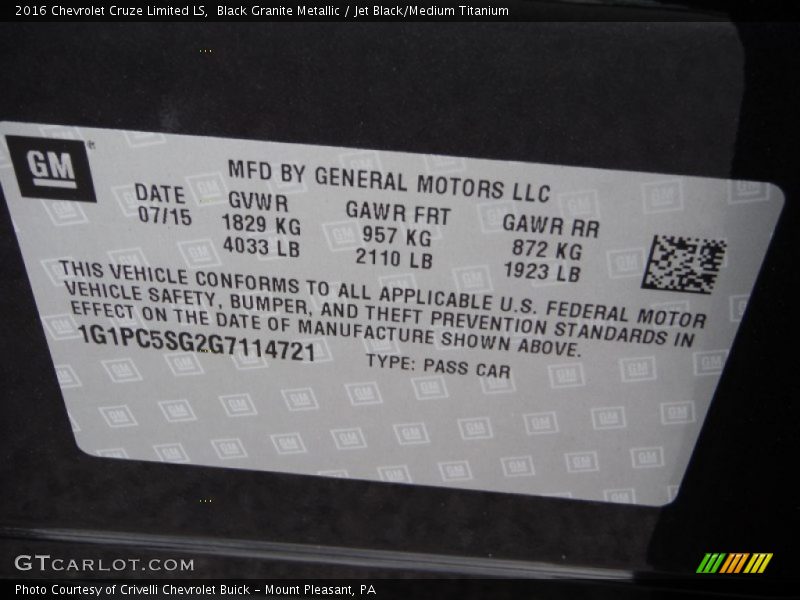 2016 Chevrolet Cruze Limited LS, Black Granite Metallic / Jet Black/Medium Titanium
GM
MFD BY GENERAL MOTORS LLC
DATE GVWR GAWR FRT GAWR RR
07/15 1829 KG 957 KG 872 KG
4033 LB 2110 LB 1923 LB
THIS VEHICLE CONFORMS TO ALL APPLICABLE U.S. FEDERAL MOTOR
VEHICLE SAFETY, BUMPER, AND THEFT PREVENTION STANDARDS IN
EFFECT ON THE DATE OF MANUFACTURE SHOWN ABOVE.
1G1PC5SG2G7114721 TYPE: PASS CAR
GTCARLOT.COM
Photo Courtesy of Crivelli Chevrolet Buick - Mount Pleasant, PA